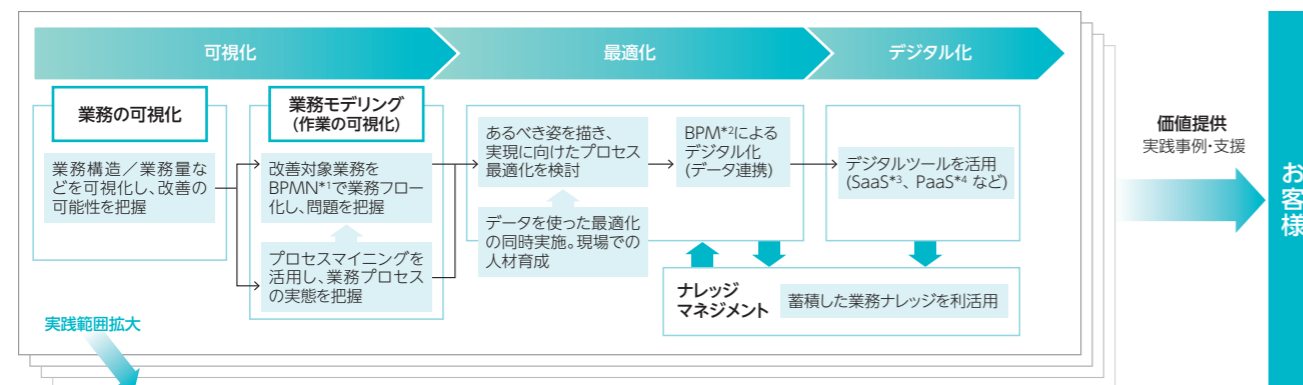 可視化
最適化
デジタル化
業務の可視化
業務構造／業務量な
どを可視化し、改善の
可能性を把握
業務モデリング
(作業の可視化)
改善対象業務を
BPMN*1で業務フロー
化し、問題を把握
プロセスマイニングを
活用し、業務プロセス
の実態を把握
あるべき姿を描き、
実現に向けたプロセス
最適化を検討
データを使った最適化
の同時実施。現場での
人材育成
BPM*2による
デジタル化
(データ連携)
デジタルツールを活用
(SaaS*3、PaaS*4 など)
ナレッジ
マネジメント
蓄積した業務ナレッジを利活用
実践範囲拡大
価値提供
実践事例・支援
お客様